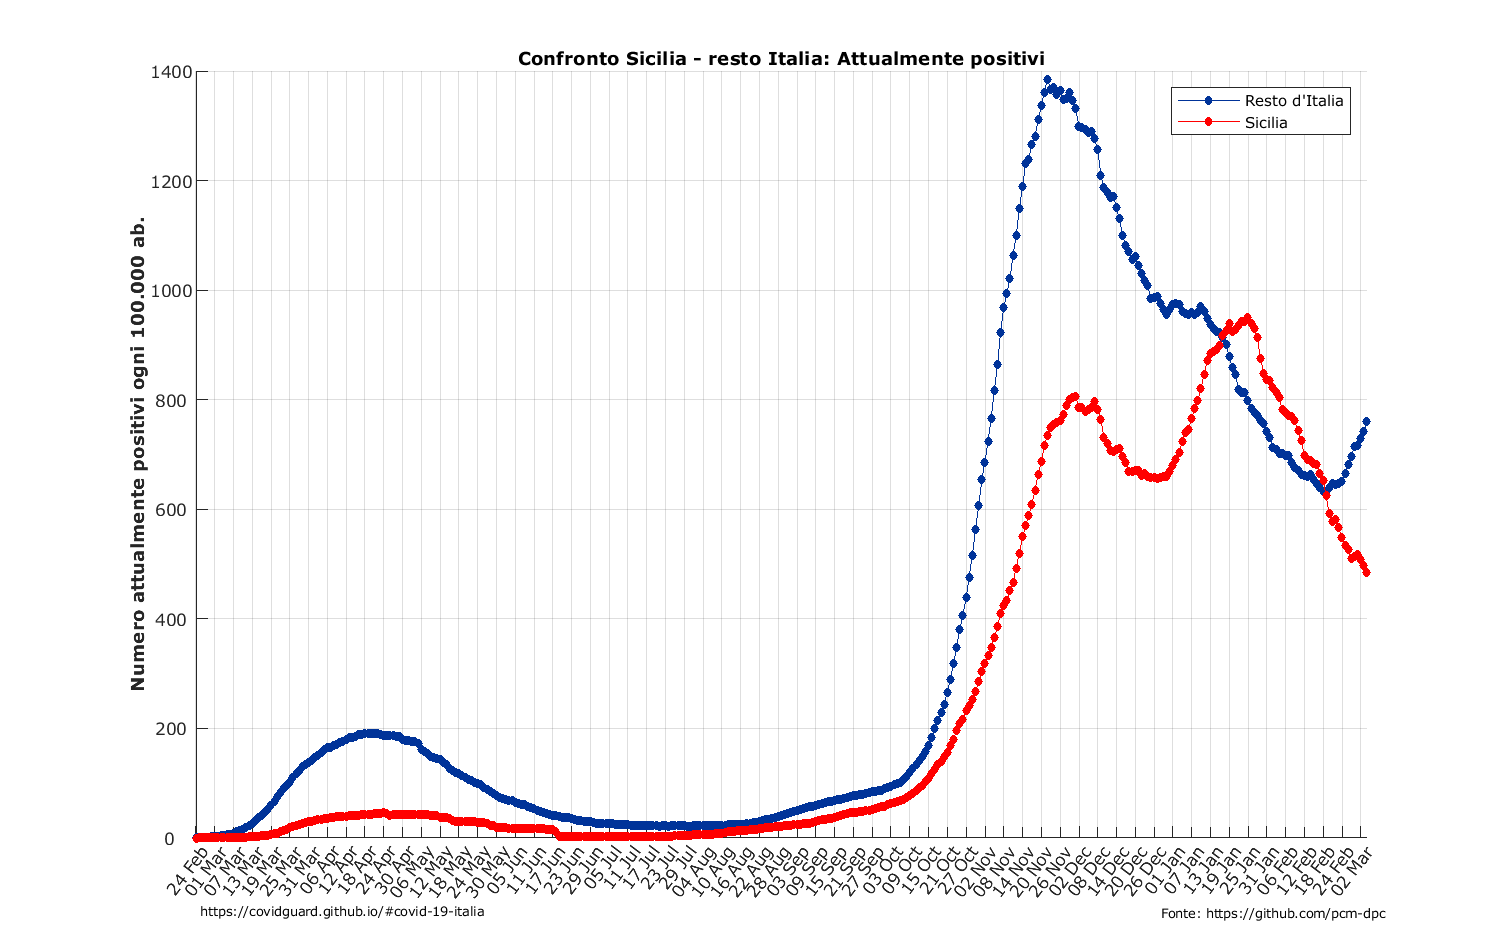 Confronto Sicilia - resto Italia: Attualmente positivi
Numero attualmente positivi ogni 100.000 ab.
1400
1200
1000
800
600
400
200
0
Resto d'Italia
Sicilia
24 Feb
01 Mar
07 Mar
13 Mar
19 Mar
25 Mar
31 Mar
06 Apr
12 Apr
18 Apr
24 Apr
30 Apr
06 May
12 May
18 May
24 May
30 May
05 Jun
11 Jun
17 Jun
23 Jun
29 Jun
05 Jul
11 Jul
17 Jul
23 Jul
29 Jul
04 Aug
10 Aug
16 Aug
22 Aug
28 Aug
03 Sep
09 Sep
15 Sep
21 Sep
27 Sep
03 Oct
09 Oct
15 Oct
21 Oct
27 Oct
02 Nov
08 Nov
14 Nov
20 Nov
26 Nov
02 Dec
08 Dec
14 Dec
20 Dec
26 Dec
01 Jan
07 Jan
13 Jan
19 Jan
25 Jan
31 Jan
06 Feb
12 Feb
18 Feb
24 Feb
02 Mar
https://covidguard.github.io/#covid-19-italia
Fonte: https://github.com/pcm-dpc